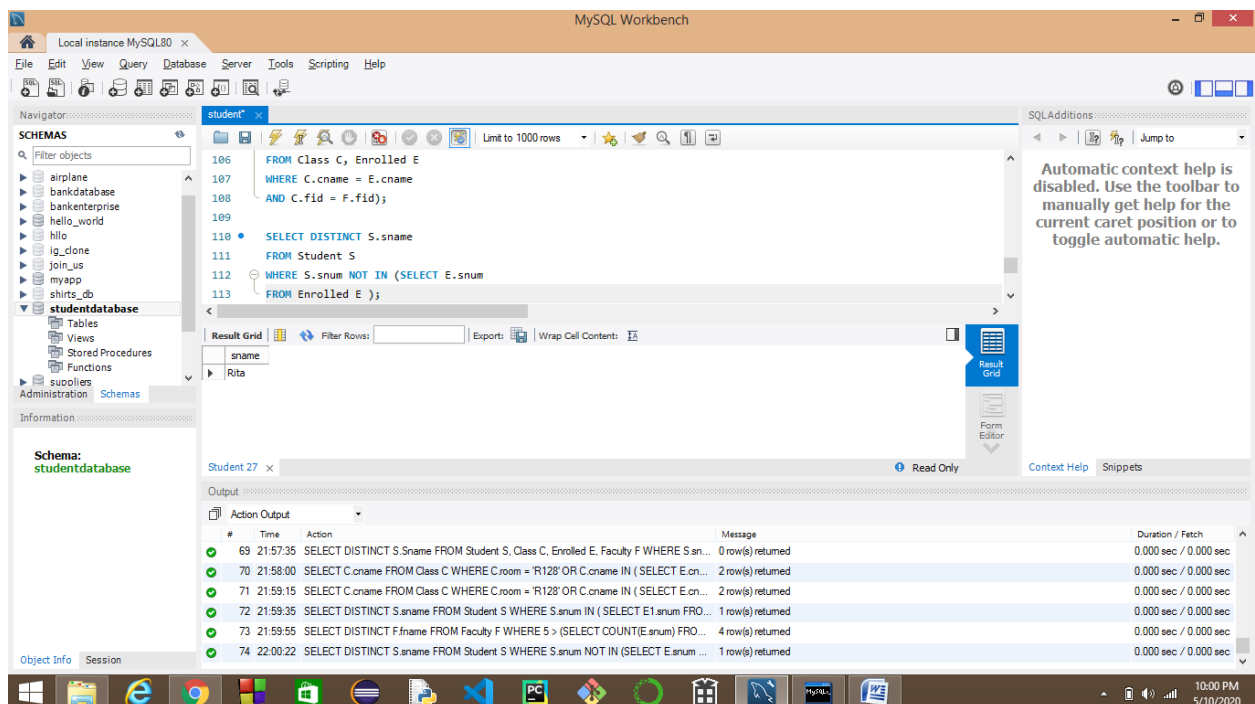 MySQL Workbench
Local instance MySQL80 ×
File Edit View Query Database Server Tools Scripting Help
Navigator
SCHEMAS
Filter objects
airplane
bankdatabase
bankenterprise
hello_world
hllo
ig_clone
join_us
myapp
shirts_db
studentdatabase
Tables
Views
Stored Procedures
Functions
suppliers
Administration Schemas
Information
Schema:
studentdatabase
Object Info Session
student* ×
Limit to 1000 rows
106 FROM Class C, Enrolled E
107 WHERE C.cname = E.cname
108 AND C.fid = F.fid);
109
110 SELECT DISTINCT S.sname
111 FROM Student S
112 WHERE S.snum NOT IN (SELECT E.snum
113 FROM Enrolled E );
Result Grid Filter Rows: Export: Wrap Cell Content:
sname
Rita
Result
Grid
Form
Editor
Student 27 × Read Only
SQLAdditions
Jump to
Automatic context help is
disabled. Use the toolbar to
manually get help for the
current caret position or to
toggle automatic help.
Context Help Snippets
Output
Action Output
# Time Action Message Duration / Fetch
69 21:57:35 SELECT DISTINCT S.Sname FROM Student S, Class C, Enrolled E, Faculty F WHERE S.sn... 0 row(s) returned 0.000 sec / 0.000 sec
70 21:58:00 SELECT C.cname FROM Class C WHERE C.room = 'R128' OR C.cname IN ( SELECT E.cn... 2 row(s) returned 0.000 sec / 0.000 sec
71 21:59:15 SELECT C.cname FROM Class C WHERE C.room = 'R128' OR C.cname IN ( SELECT E.cn... 2 row(s) returned 0.000 sec / 0.000 sec
72 21:59:35 SELECT DISTINCT S.sname FROM Student S WHERE S.snum IN ( SELECT E1.snum FRO... 1 row(s) returned 0.000 sec / 0.000 sec
73 21:59:55 SELECT DISTINCT F.fname FROM Faculty F WHERE 5 > (SELECT COUNT(E.snum) FRO... 4 row(s) returned 0.000 sec / 0.000 sec
74 22:00:22 SELECT DISTINCT S.sname FROM Student S WHERE S.snum NOT IN (SELECT E.snum ... 1 row(s) returned 0.000 sec / 0.000 sec
PC
10:00 PM
5/10/2020